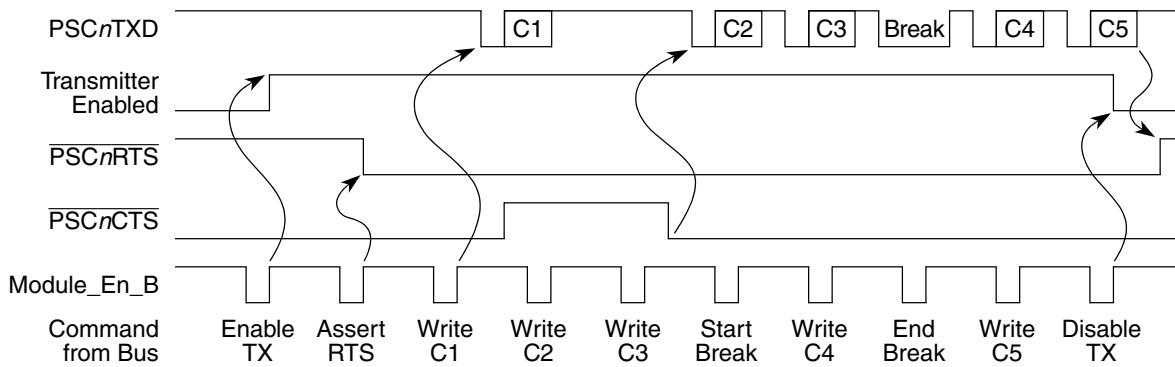 PSCnTXD
C1
C2
C3
Break
C4
C5
Transmitter
Enabled
PSCnRTS
PSCnCTS
Module_En_B
Command
from Bus
Enable
TX
Assert
RTS
Write
C1
Write
C2
Write
C3
Start
Break
Write
C4
End
Break
Write
C5
Disable
TX